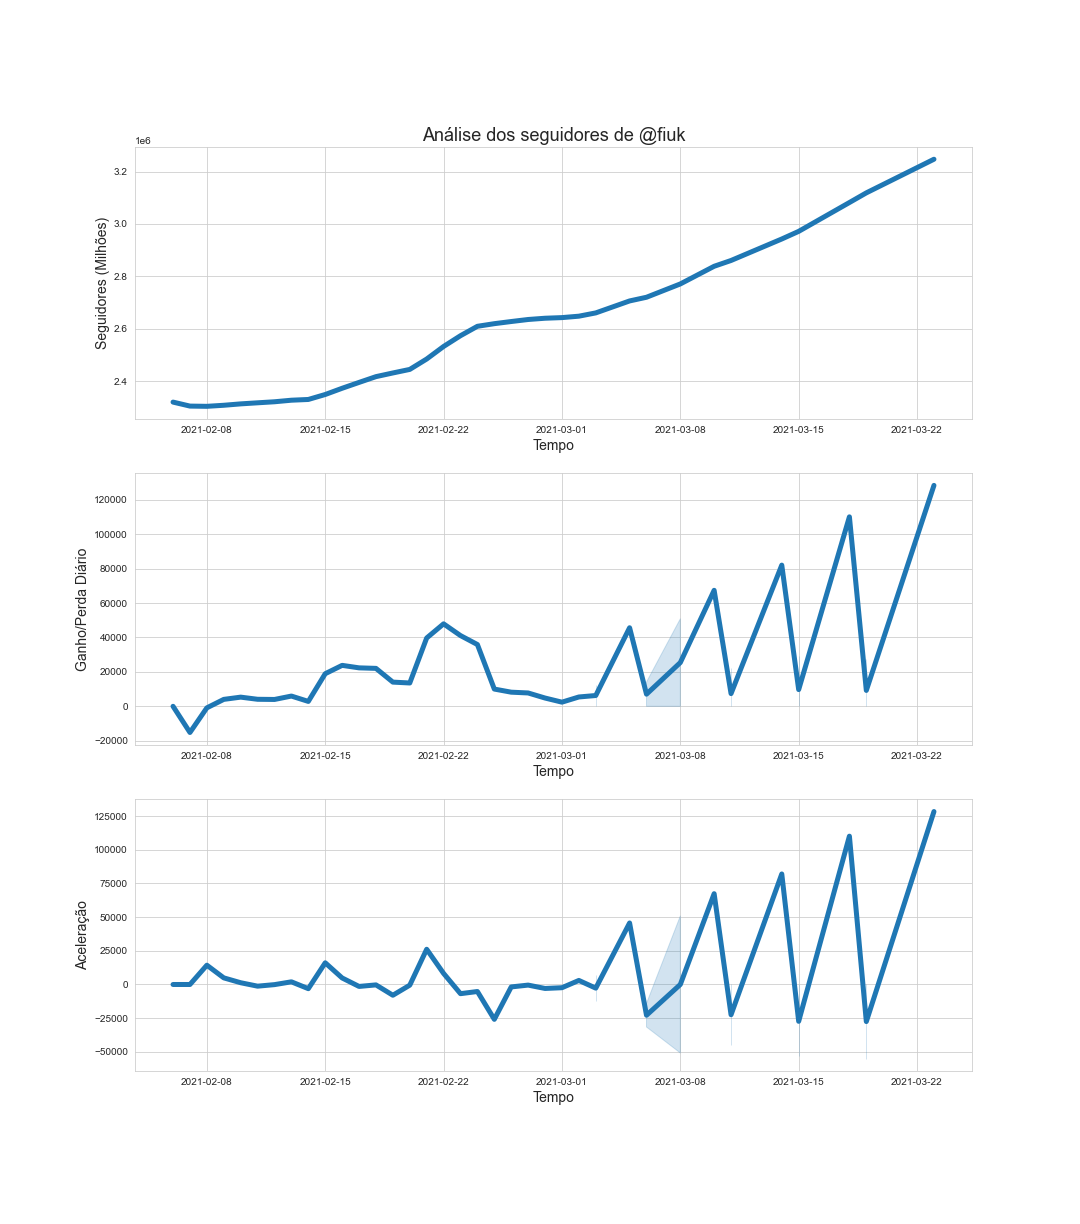 Análise dos seguidores de @fiuk
1e6
3.2
3.0
2.8
2.6
2.4
Seguidores (Milhões)
2021-02-08 2021-02-15 2021-02-22 2021-03-01 2021-03-08 2021-03-15 2021-03-22
Tempo
120000
100000
80000
60000
40000
20000
0
−20000
Ganho/Perda Diário
2021-02-08 2021-02-15 2021-02-22 2021-03-01 2021-03-08 2021-03-15 2021-03-22
Tempo
125000
100000
75000
50000
25000
0
−25000
−50000
Aceleração
2021-02-08 2021-02-15 2021-02-22 2021-03-01 2021-03-08 2021-03-15 2021-03-22
Tempo